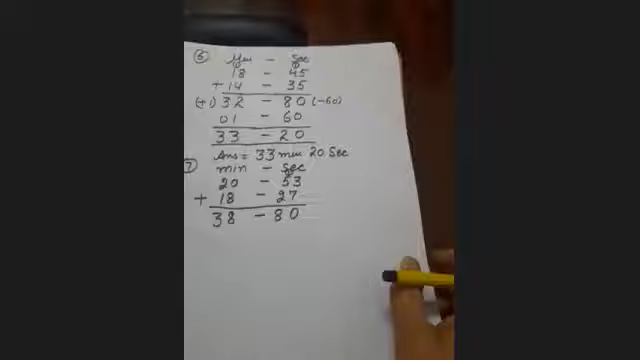 6 Min - Sec
18 - 45
+ 14 - 35
(+1) 32 - 80 (-60)
01 - 60
33 - 20
Ans = 33 min 20 Sec
7 min - Sec
20 - 53
+ 18 - 27
38 - 80